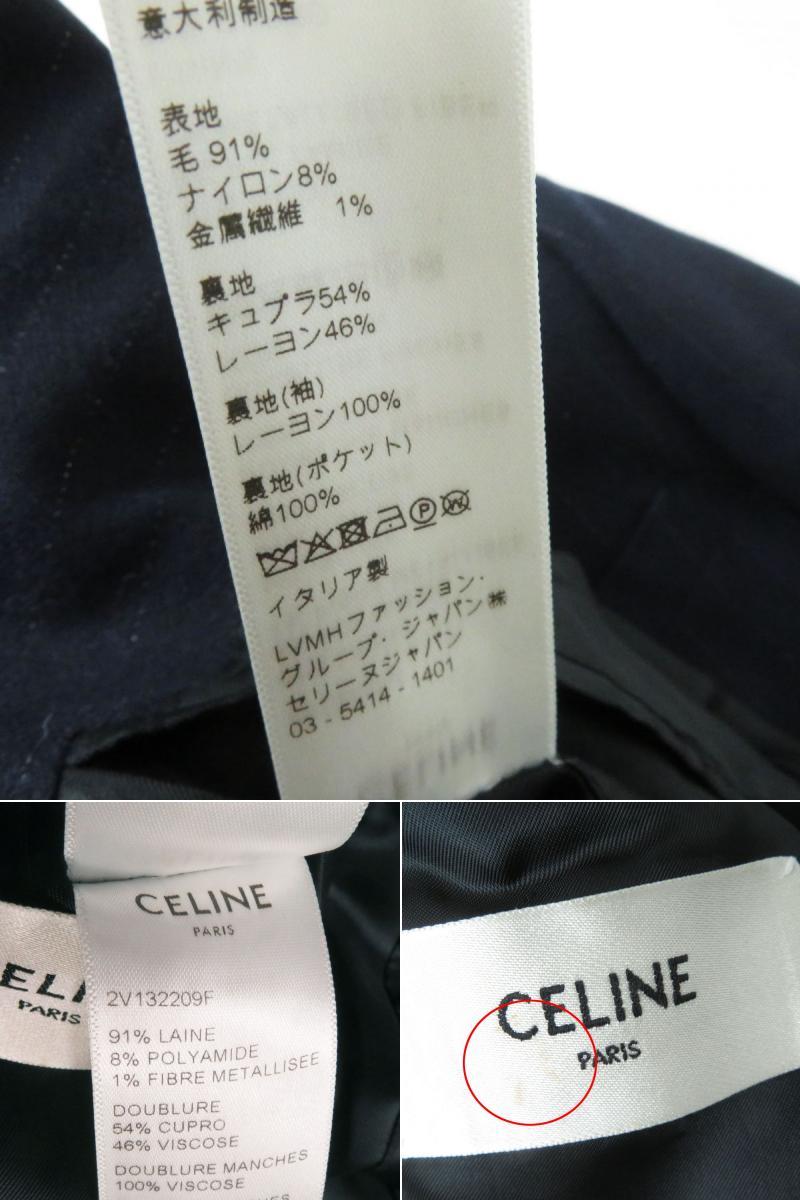 意大利制造
表地
毛 91%
ナイロン8%
金属繊維 1%
裏地
キュプラ54%
レーヨン46%
裏地(袖)
レーヨン100%
裏地(ポケット)
綿100%
P W
イタリア製
LVMHファッション・
グループ・ジャパン㈱
セリーヌジャパン
03 - 5414 - 1401
CELINE
ELI
PARIS
CELINE
PARIS
2V132209F
91% LAINE
8% POLYAMIDE
1% FIBRE METALLISEE
DOUBLURE
54% CUPRO
46% VISCOSE
DOUBLURE MANCHES
100% VISCOSE
CELINE
PARIS